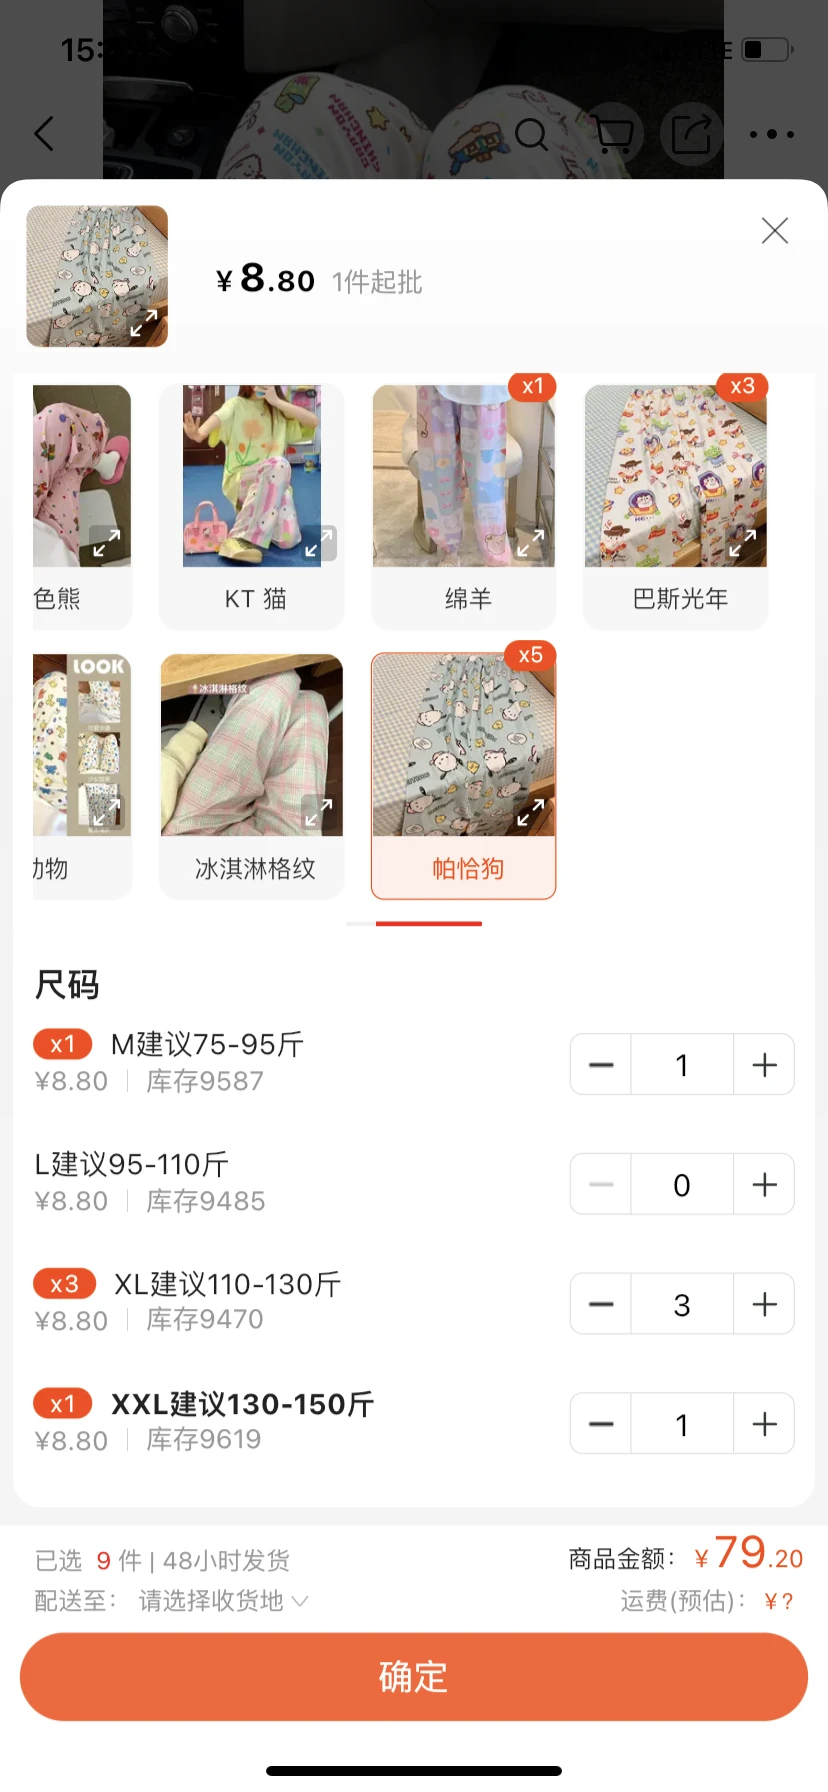 15:
E
CRAYON
SHINCHAN
¥8.80 1件起批
x1
x3
色熊
KT 猫
绵羊
巴斯光年
LOOK
冰淇淋格纹
x5
动物
冰淇淋格纹
帕恰狗
尺码
x1 M建议75-95斤
¥8.80 | 库存9587
1
L建议95-110斤
¥8.80 | 库存9485
0
x3 XL建议110-130斤
¥8.80 | 库存9470
3
x1 XXL建议130-150斤
¥8.80 | 库存9619
1
已选 9 件 | 48小时发货
商品金额: ¥79.20
配送至: 请选择收货地
运费(预估): ¥?
确定